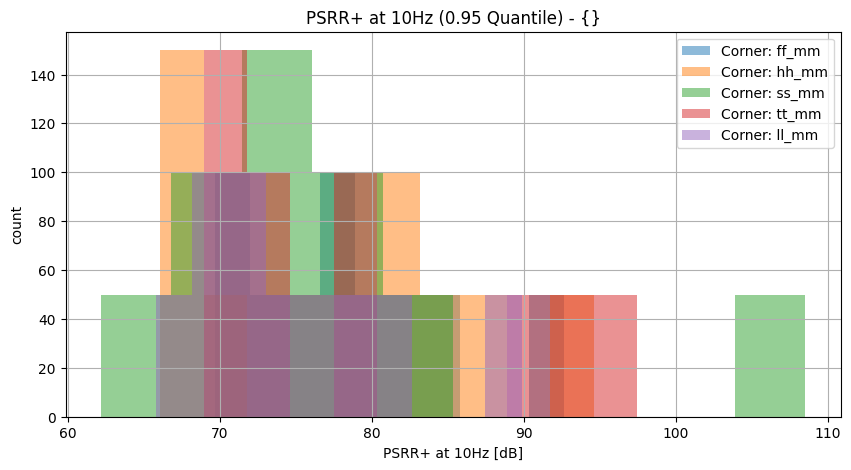 PSRR+ at 10Hz (0.95 Quantile) - {}
Corner: ff_mm
Corner: hh_mm
Corner: ss_mm
Corner: tt_mm
Corner: ll_mm
140
120
100
80
60
40
20
0
count
60 70 80 90 100 110
PSRR+ at 10Hz [dB]